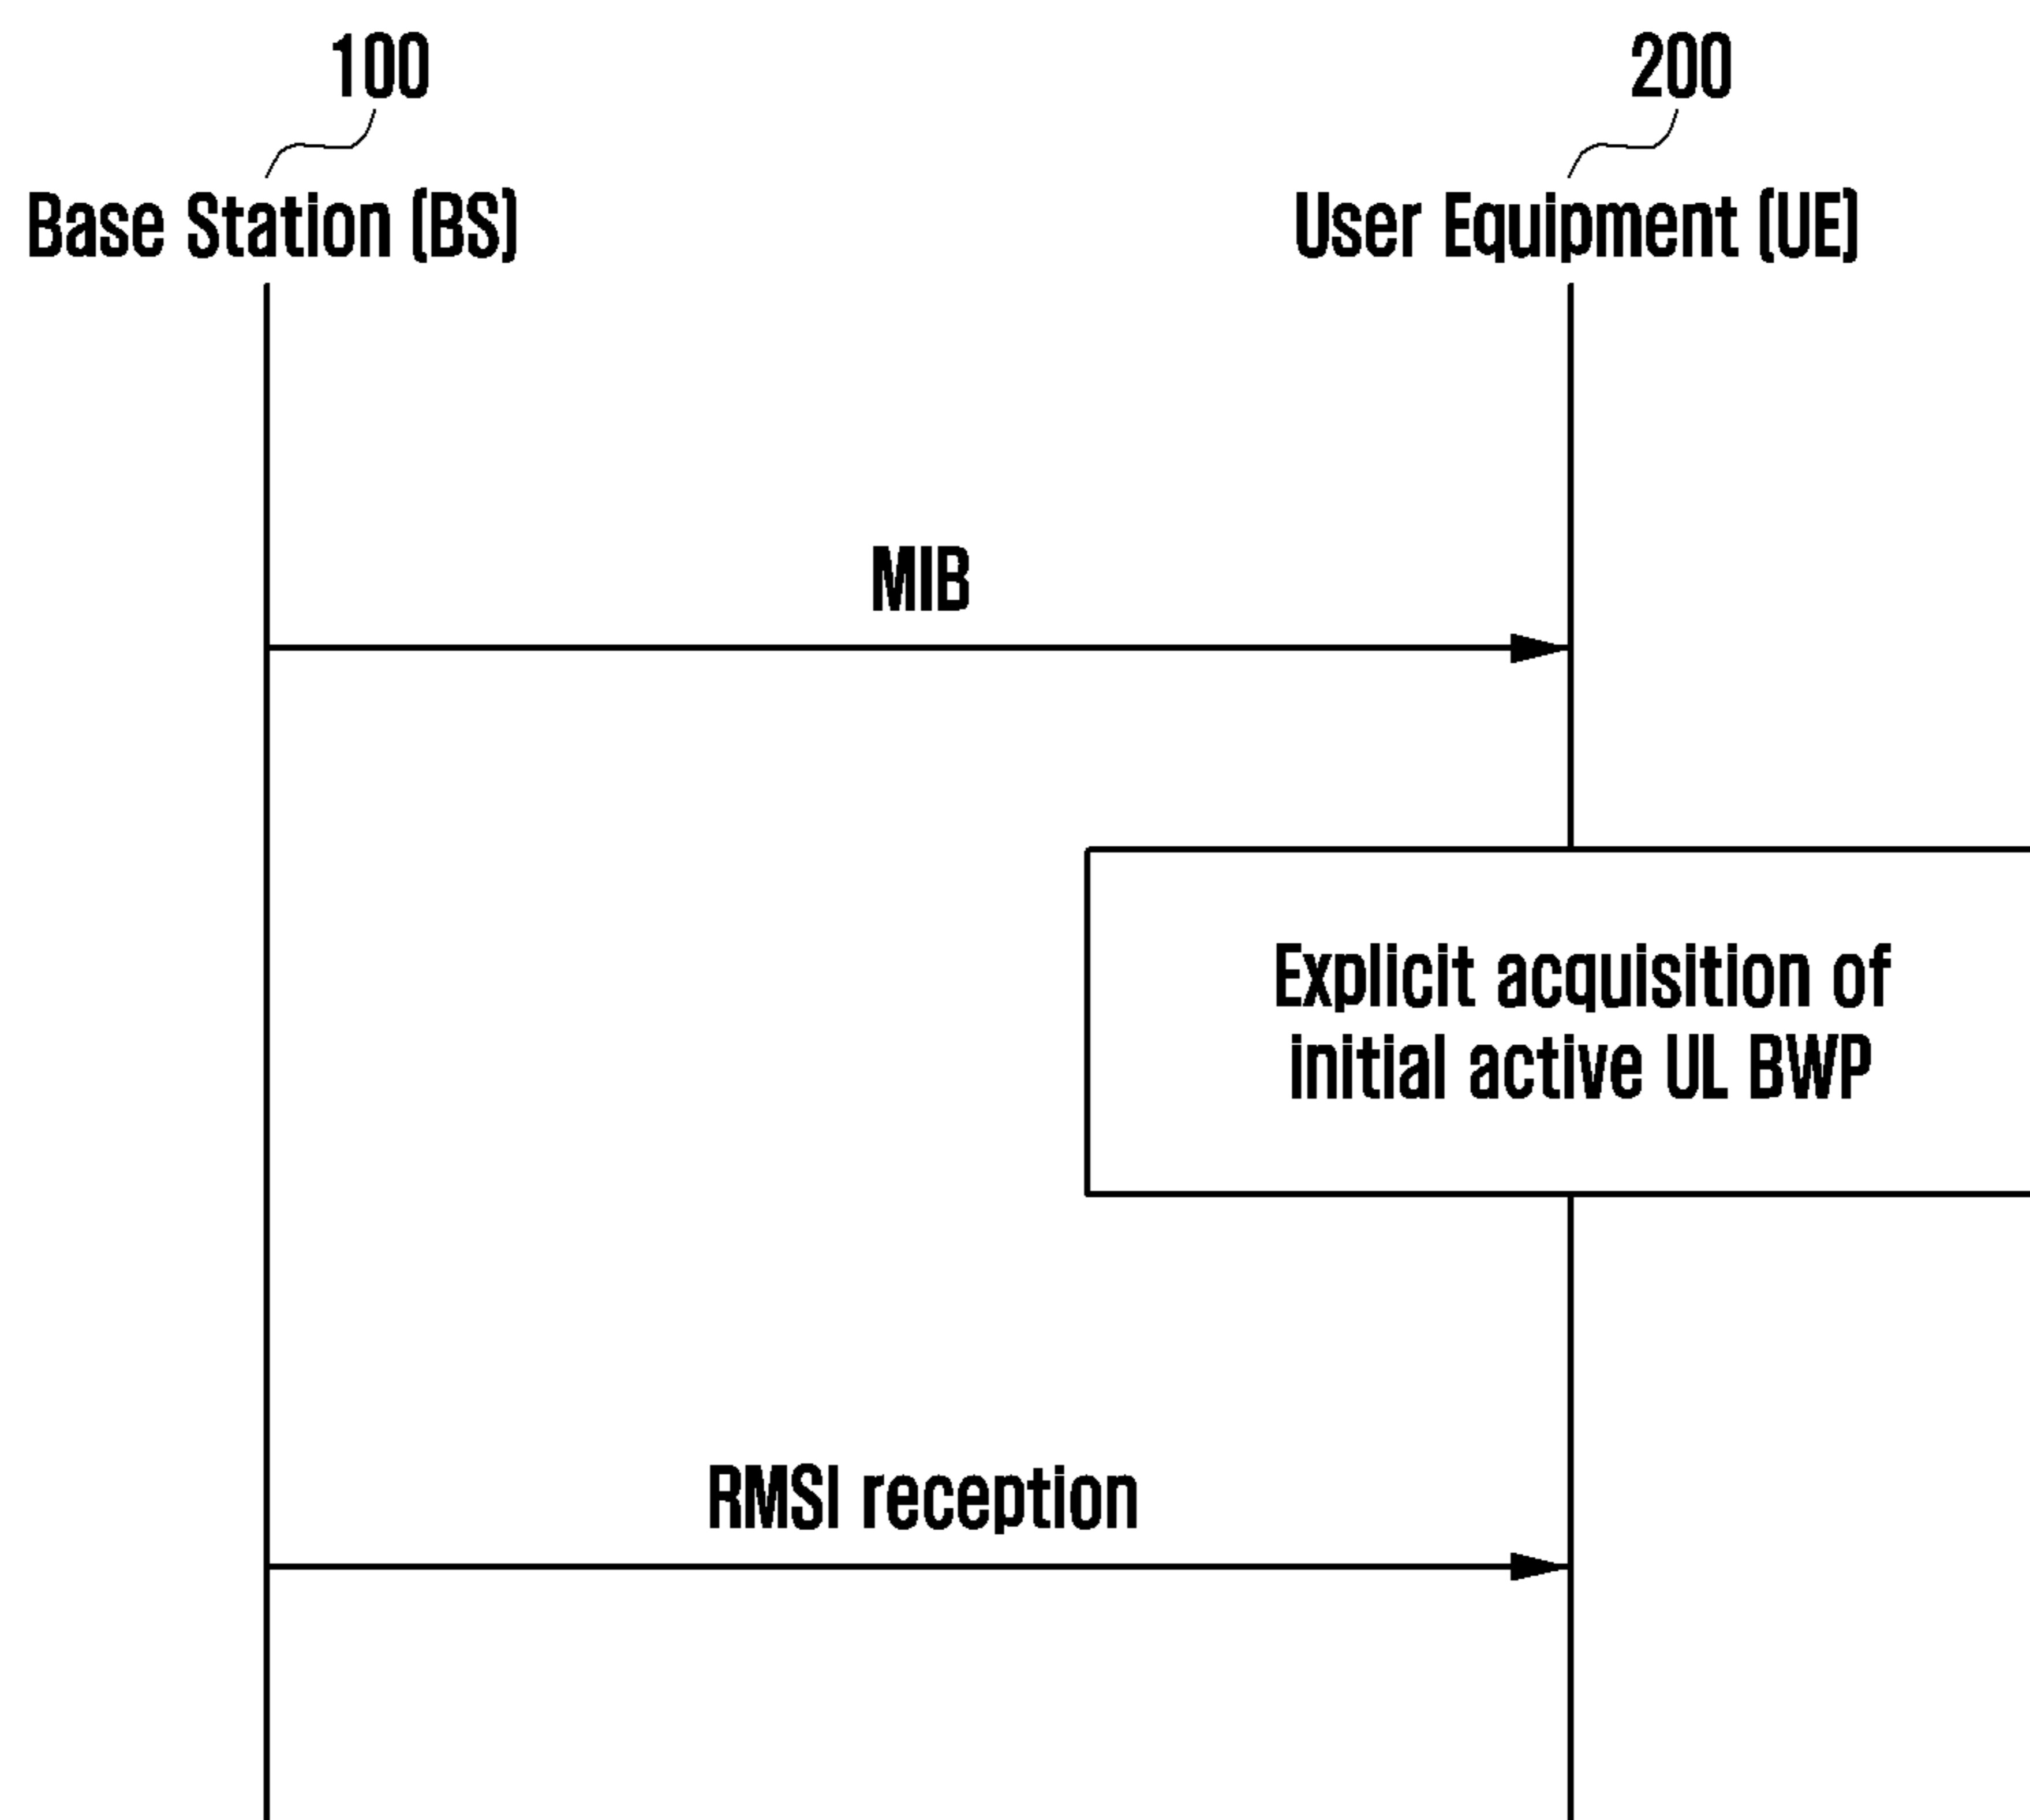 100
200
Base Station (BS)
User Equipment (UE)
MIB
Explicit acquisition of
initial active UL BWP
RMSI reception